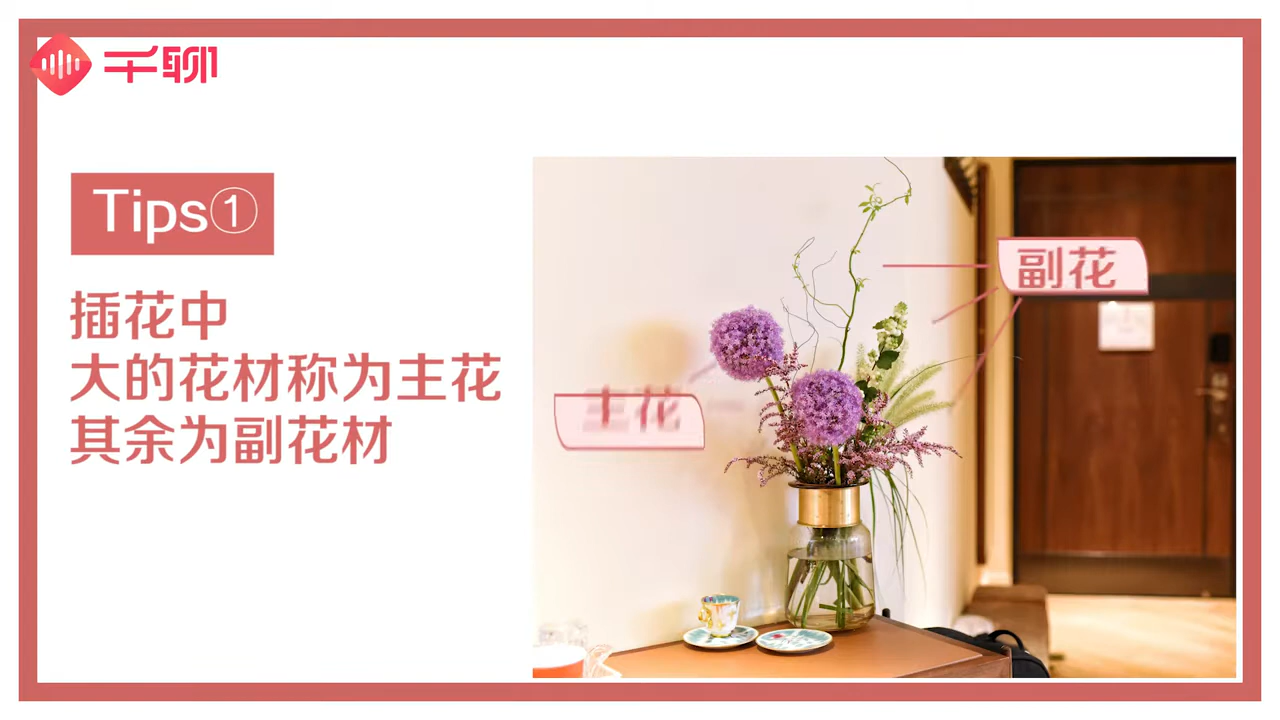 千聊
Tips①
插花中
大的花材称为主花
其余为副花材
副花
主花